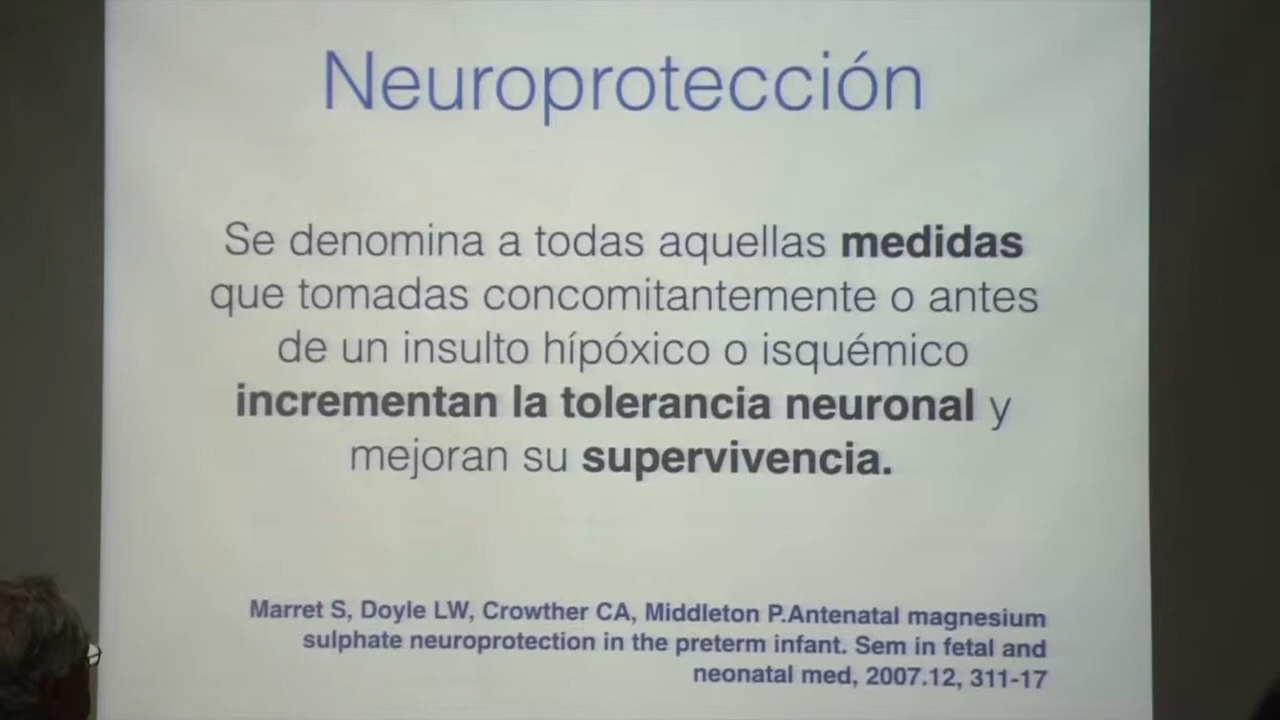 Neuroprotección
Se denomina a todas aquellas medidas
que tomadas concomitantemente o antes
de un insulto hípóxico o isquémico
incrementan la tolerancia neuronal y
mejoran su supervivencia.
Marret S, Doyle LW, Crowther CA, Middleton P.Antenatal magnesium
sulphate neuroprotection in the preterm infant. Sem in fetal and
neonatal med, 2007.12, 311-17